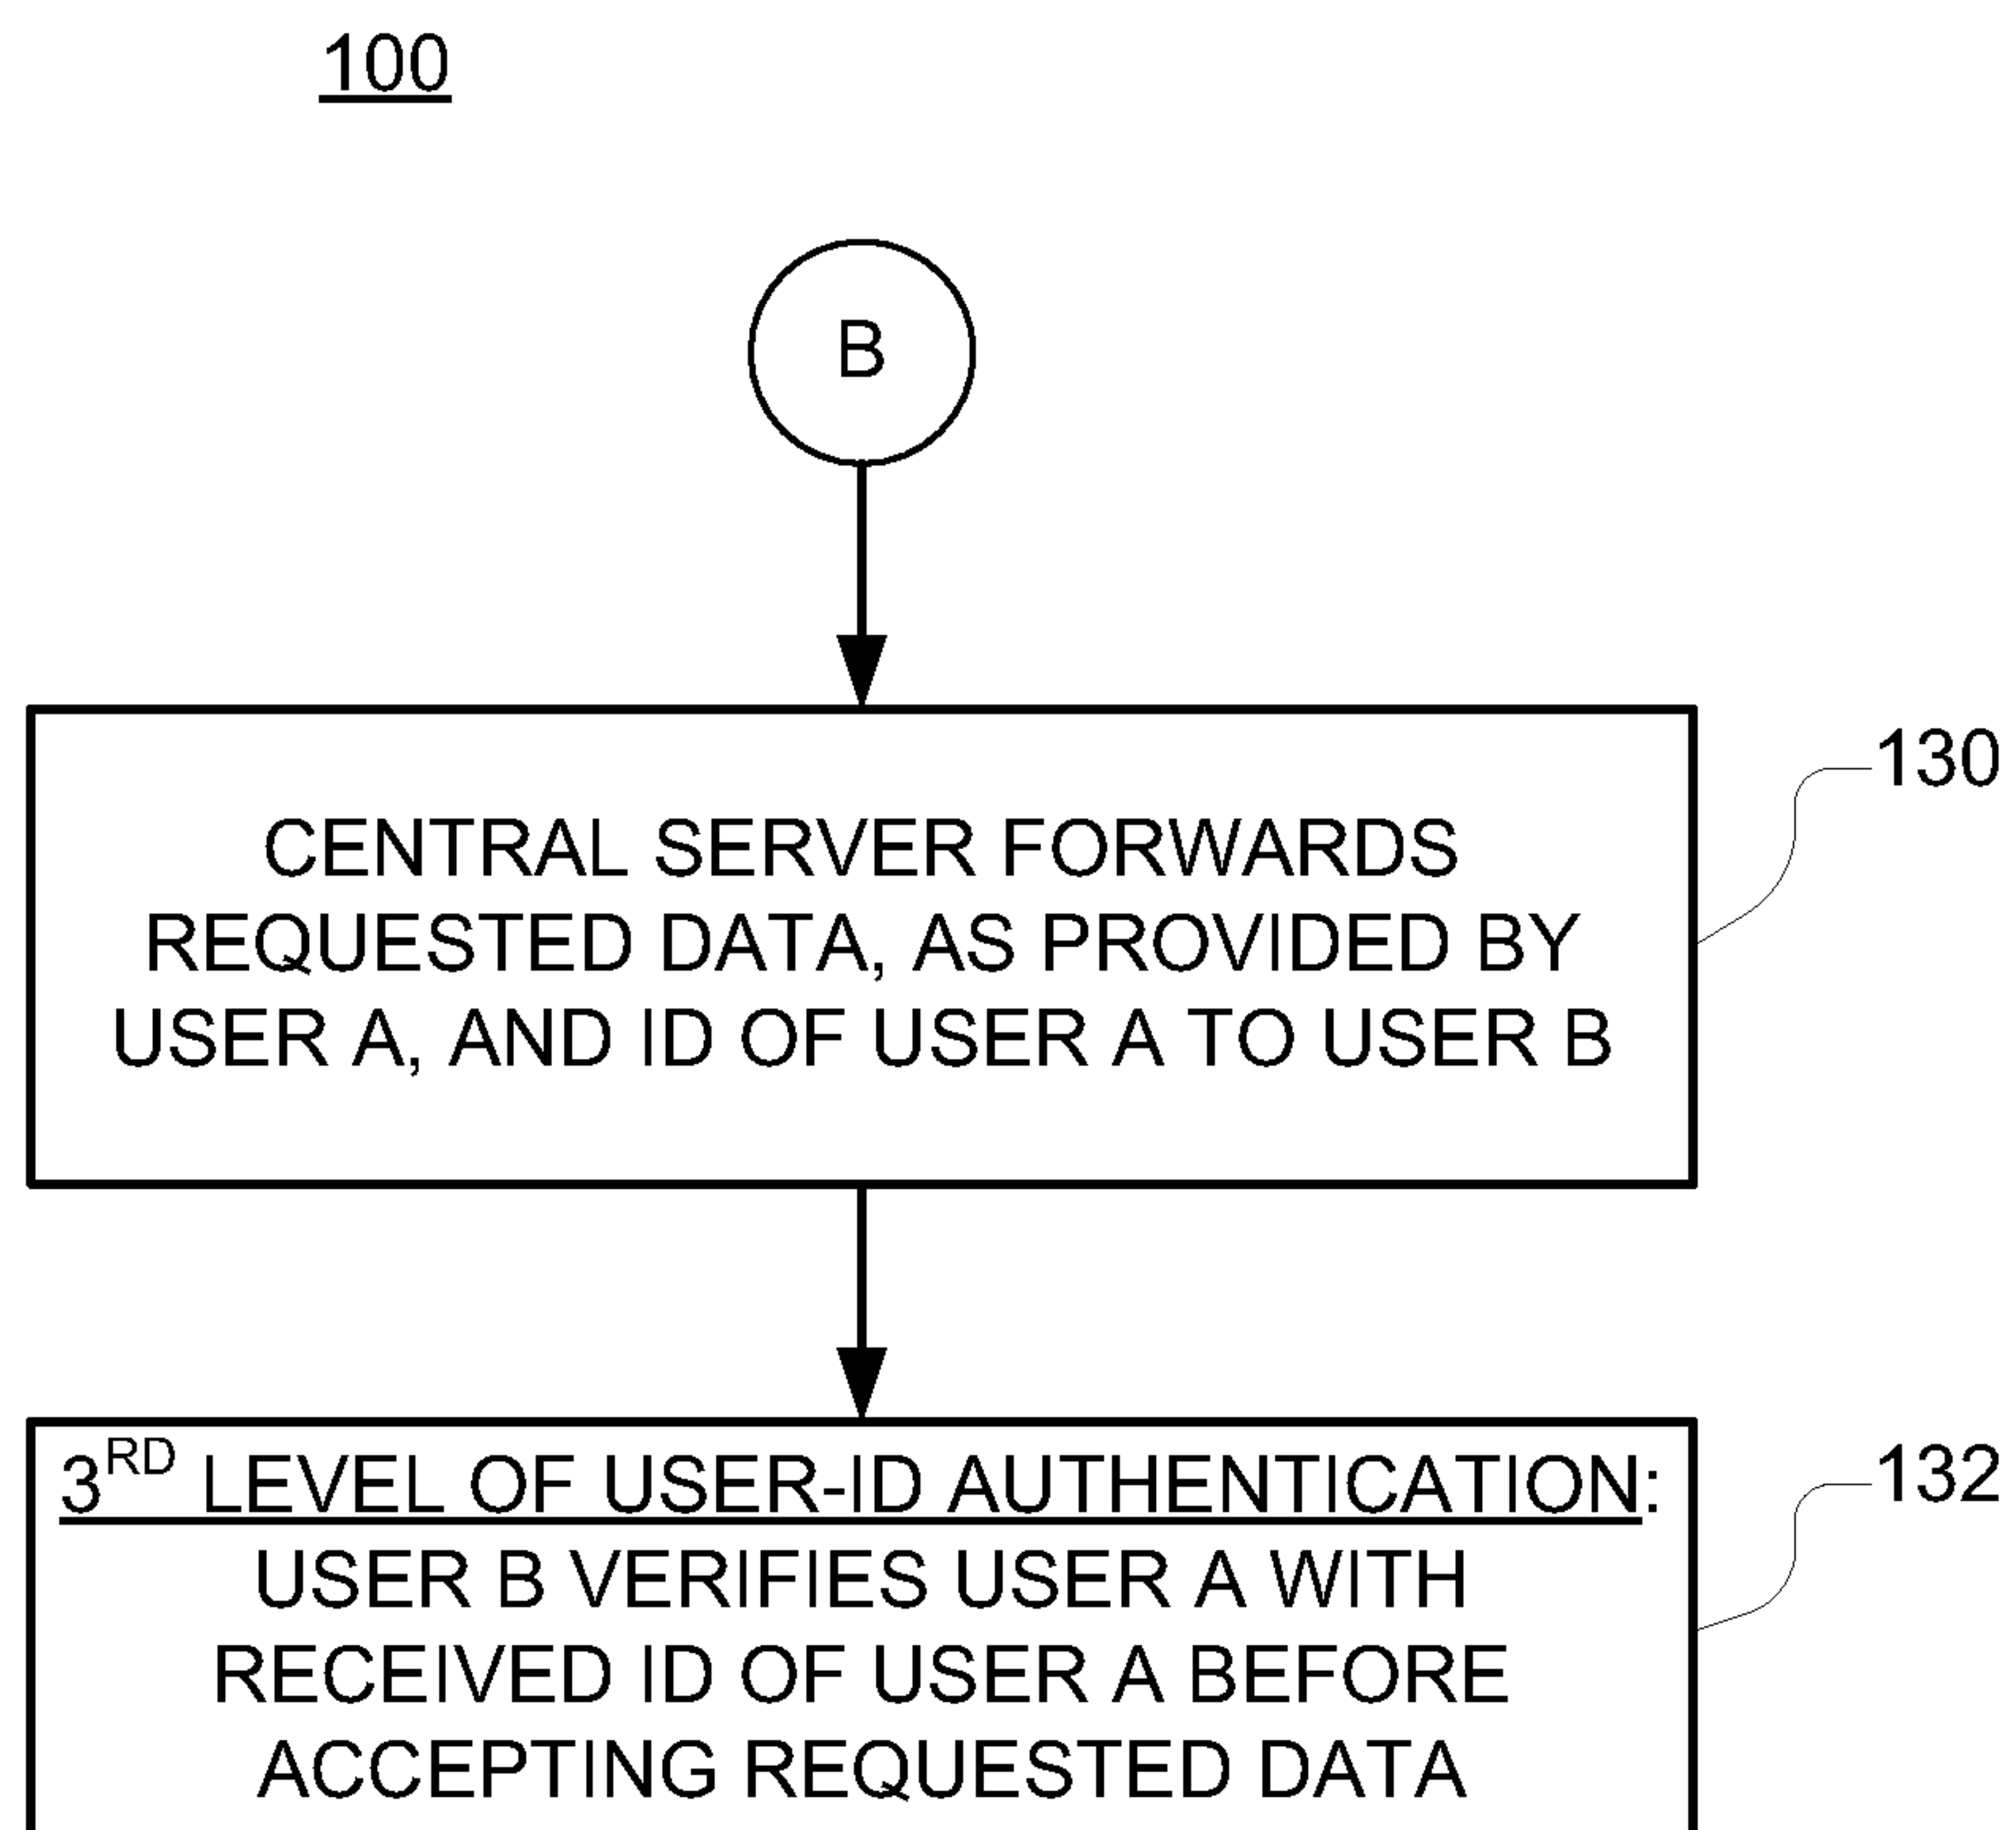 100
B
130
CENTRAL SERVER FORWARDS
REQUESTED DATA, AS PROVIDED BY
USER A, AND ID OF USER A TO USER B
132
3RD LEVEL OF USER-ID AUTHENTICATION:
USER B VERIFIES USER A WITH
RECEIVED ID OF USER A BEFORE
ACCEPTING REQUESTED DATA